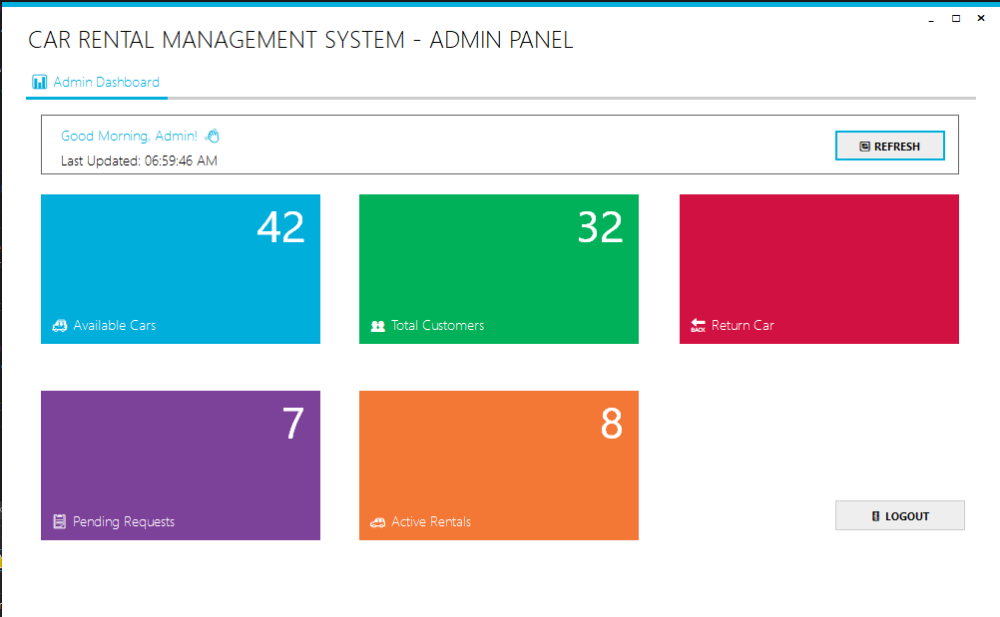 CAR RENTAL MANAGEMENT SYSTEM - ADMIN PANEL
Admin Dashboard
Good Morning, Admin!
Last Updated: 06:59:46 AM
REFRESH
42
Available Cars
32
Total Customers
BACK
Return Car
7
Pending Requests
8
Active Rentals
LOGOUT